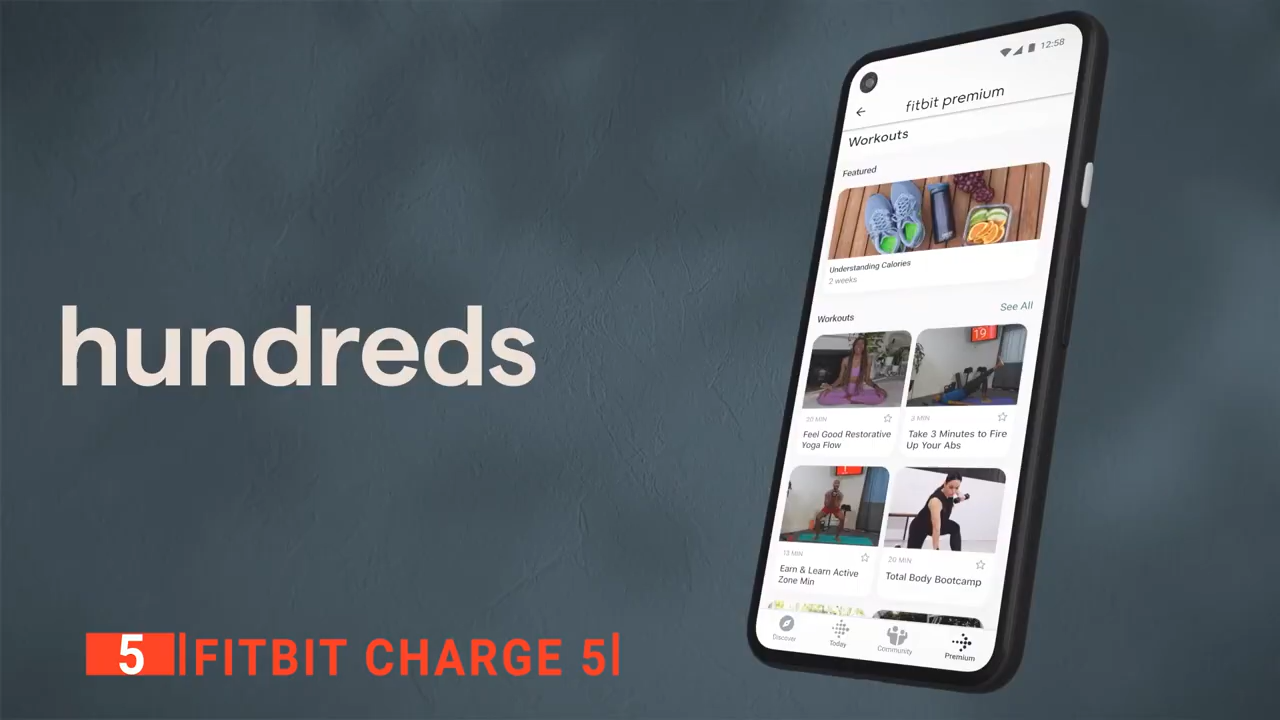 12:58
fitbit premium
Workouts
Featured
Understanding Calories
2 weeks
Workouts
See All
19
20 MIN
Feel Good Restorative
Yoga Flow
3 MIN
Take 3 Minutes to Fire
Up Your Abs
13 MIN
Earn & Learn Active
Zone Min
20 MIN
Total Body Bootcamp
Discover
Today
Community
Premium
hundreds
5 FITBIT CHARGE 5